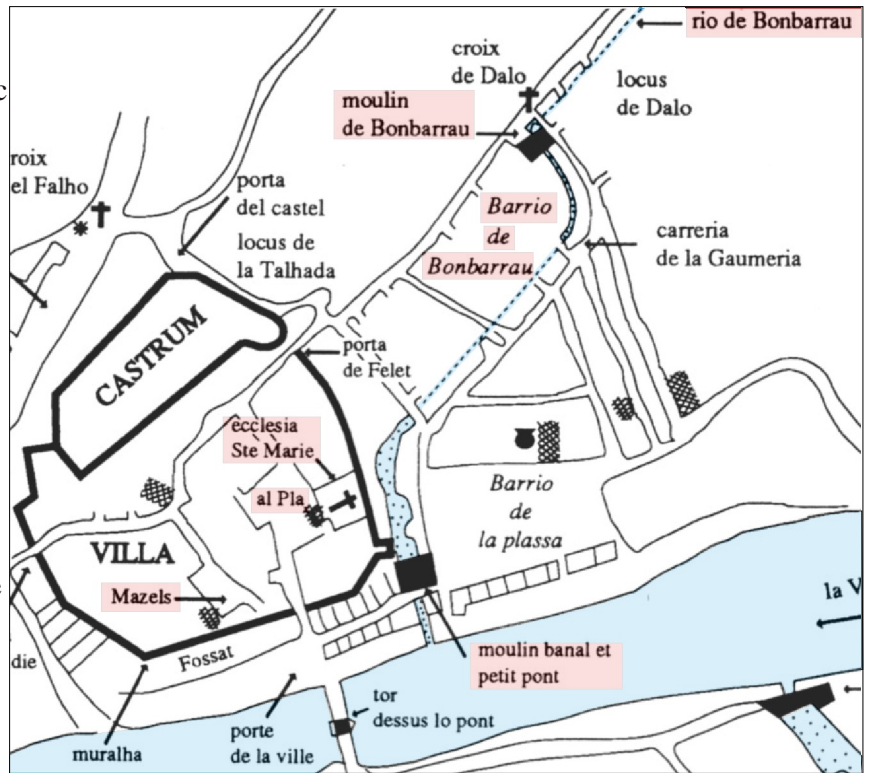 rio de Bonbarrau
croix
de Dalo
locus
de Dalo
moulin
de Bonbarrau
c
roix
el Falho
porta
del castel
locus de
la Talhada
Barrio
de
Bonbarrau
carreria
de la Gaumeria
CASTRUM
porta
de Felet
ecclesia
Ste Marie
al Pla
Barrio
de
la plassa
VILLA
Mazels
la V
die
Fossat
moulin banal et
petit pont
muralha
porte
de la ville
tor
dessus lo pont